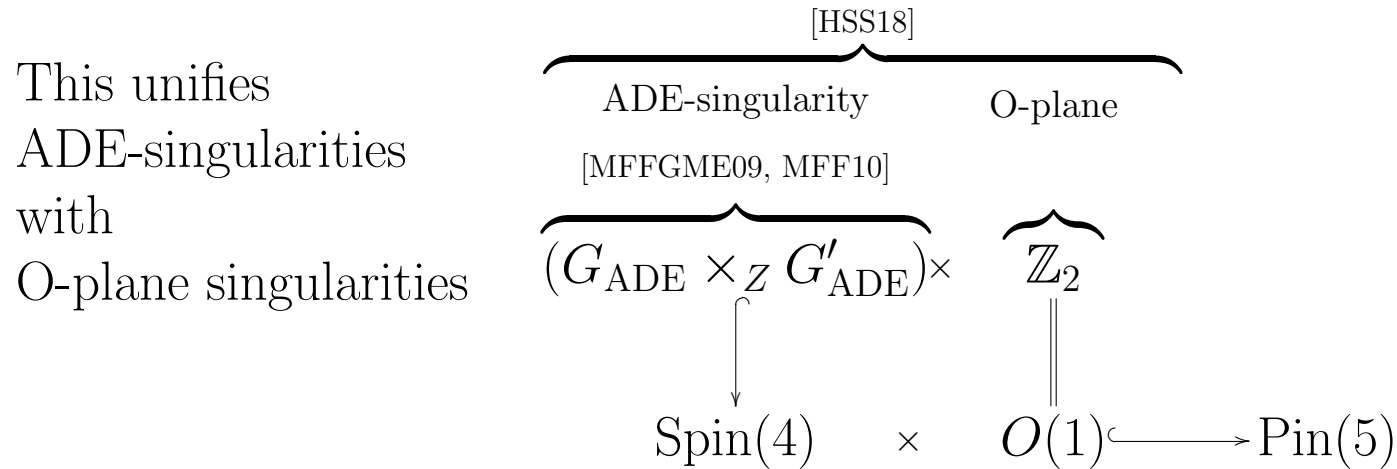 This unifies
ADE-singularities
with
O-plane singularities
[HSS18]
ADE-singularity O-plane
[MFFGME09, MFF10]
(G_ADE ×_Z G′_ADE) × ℤ₂
Spin(4) × O(1) Pin(5)